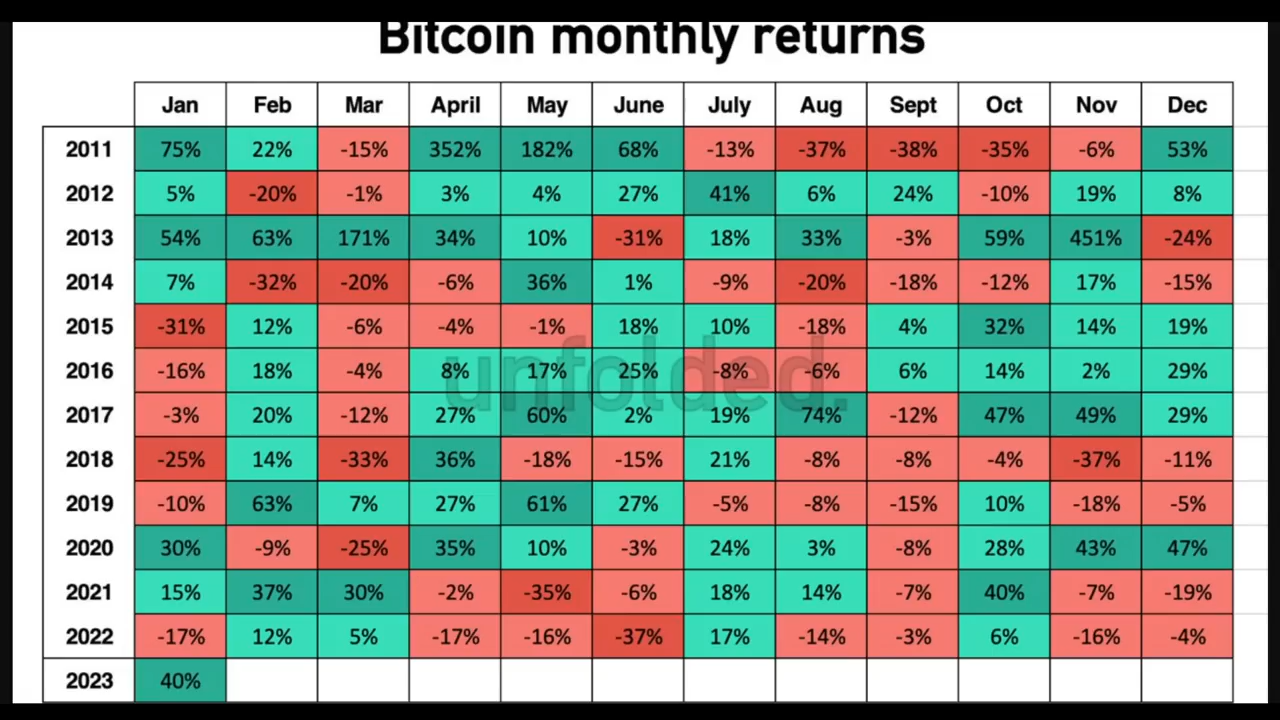 Bitcoin monthly returns
Jan Feb Mar April May June July Aug Sept Oct Nov Dec
2011 75% 22% -15% 352% 182% 68% -13% -37% -38% -35% -6% 53%
2012 5% -20% -1% 3% 4% 27% 41% 6% 24% -10% 19% 8%
2013 54% 63% 171% 34% 10% -31% 18% 33% -3% 59% 451% -24%
2014 7% -32% -20% -6% 36% 1% -9% -20% -18% -12% 17% -15%
2015 -31% 12% -6% -4% -1% 18% 10% -18% 4% 32% 14% 19%
2016 -16% 18% -4% 8% 17% 25% -8% -6% 6% 14% 2% 29%
unfolded.
2017 -3% 20% -12% 27% 60% 2% 19% 74% -12% 47% 49% 29%
2018 -25% 14% -33% 36% -18% -15% 21% -8% -8% -4% -37% -11%
2019 -10% 63% 7% 27% 61% 27% -5% -8% -15% 10% -18% -5%
2020 30% -9% -25% 35% 10% -3% 24% 3% -8% 28% 43% 47%
2021 15% 37% 30% -2% -35% -6% 18% 14% -7% 40% -7% -19%
2022 -17% 12% 5% -17% -16% -37% 17% -14% -3% 6% -16% -4%
2023 40%